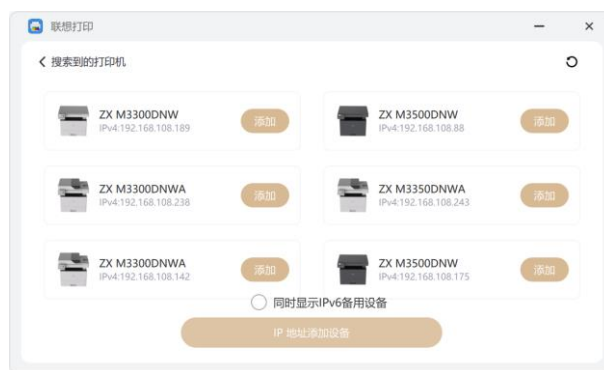 联想打印
搜索到的打印机
ZX M3300DNW
IPv4:192.168.108.189
添加
ZX M3500DNW
IPv4:192.168.108.88
添加
ZX M3300DNWA
IPv4:192.168.108.238
添加
ZX M3350DNWA
IPv4:192.168.108.243
添加
ZX M3300DNWA
IPv4:192.168.108.142
添加
ZX M3500DNW
IPv4:192.168.108.175
添加
同时显示IPv6备用设备
IP 地址添加设备